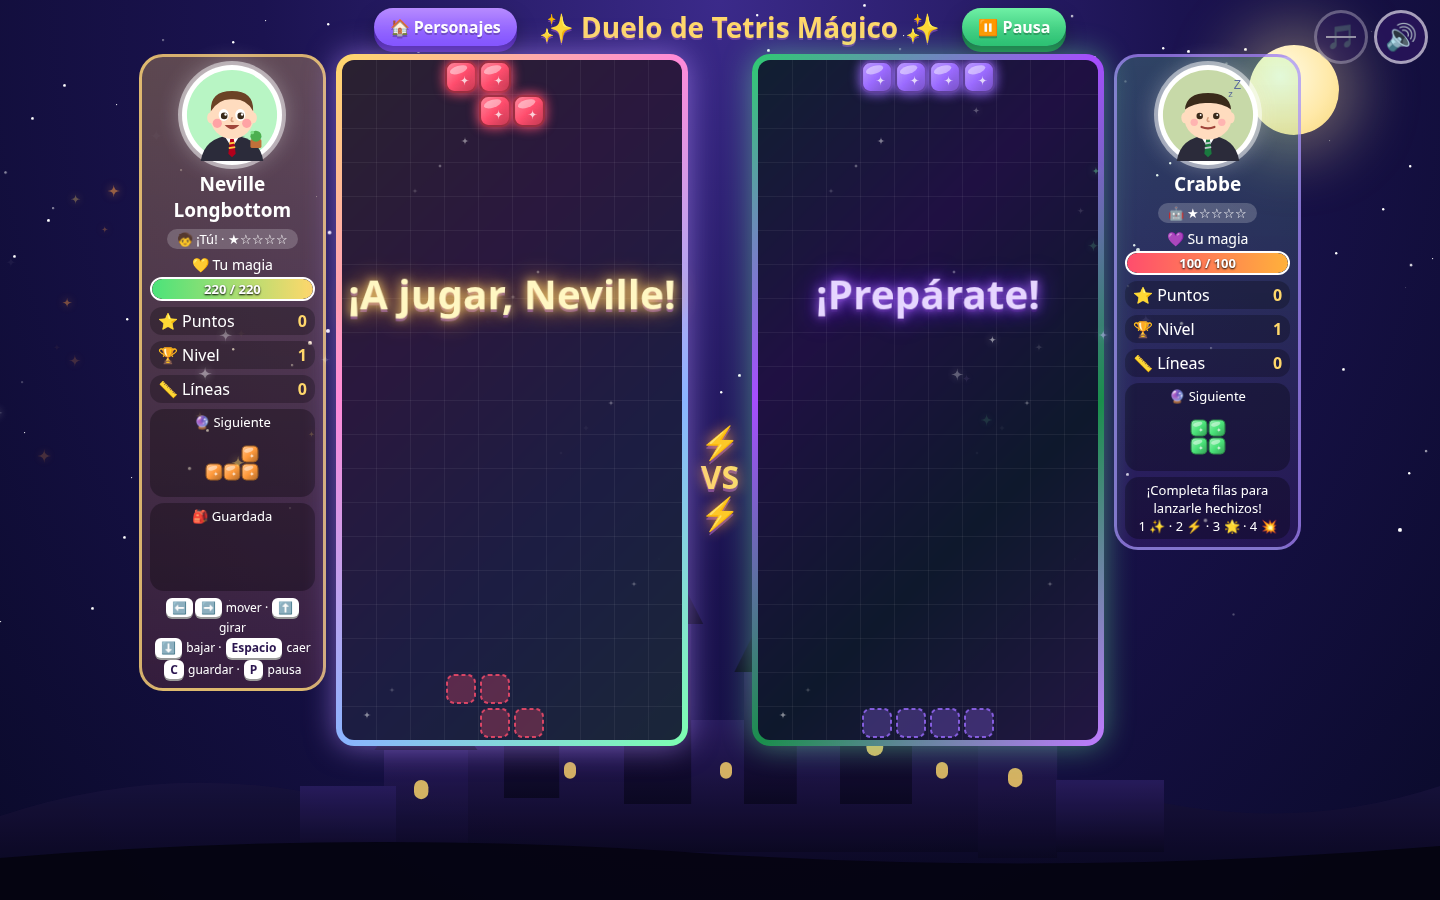 🏠 Personajes
✨ Duelo de Tetris Mágico ✨
⏸️ Pausa
Neville
Longbottom
🧒 ¡Tú! · ★☆☆☆☆
💛 Tu magia
220 / 220
⭐ Puntos 0
🏆 Nivel 1
📏 Líneas 0
🔮 Siguiente
🎒 Guardada
⬅️ ➡️ mover · ⬆️
girar
⬇️ bajar · Espacio caer
C guardar · P pausa
¡A jugar, Neville!
⚡
VS
⚡
¡Prepárate!
z Z
Crabbe
🤖 ★☆☆☆☆
💜 Su magia
100 / 100
⭐ Puntos 0
🏆 Nivel 1
📏 Líneas 0
🔮 Siguiente
¡Completa filas para
lanzarle hechizos!
1 ✨ · 2 ⚡ · 3 🌟 · 4 💥